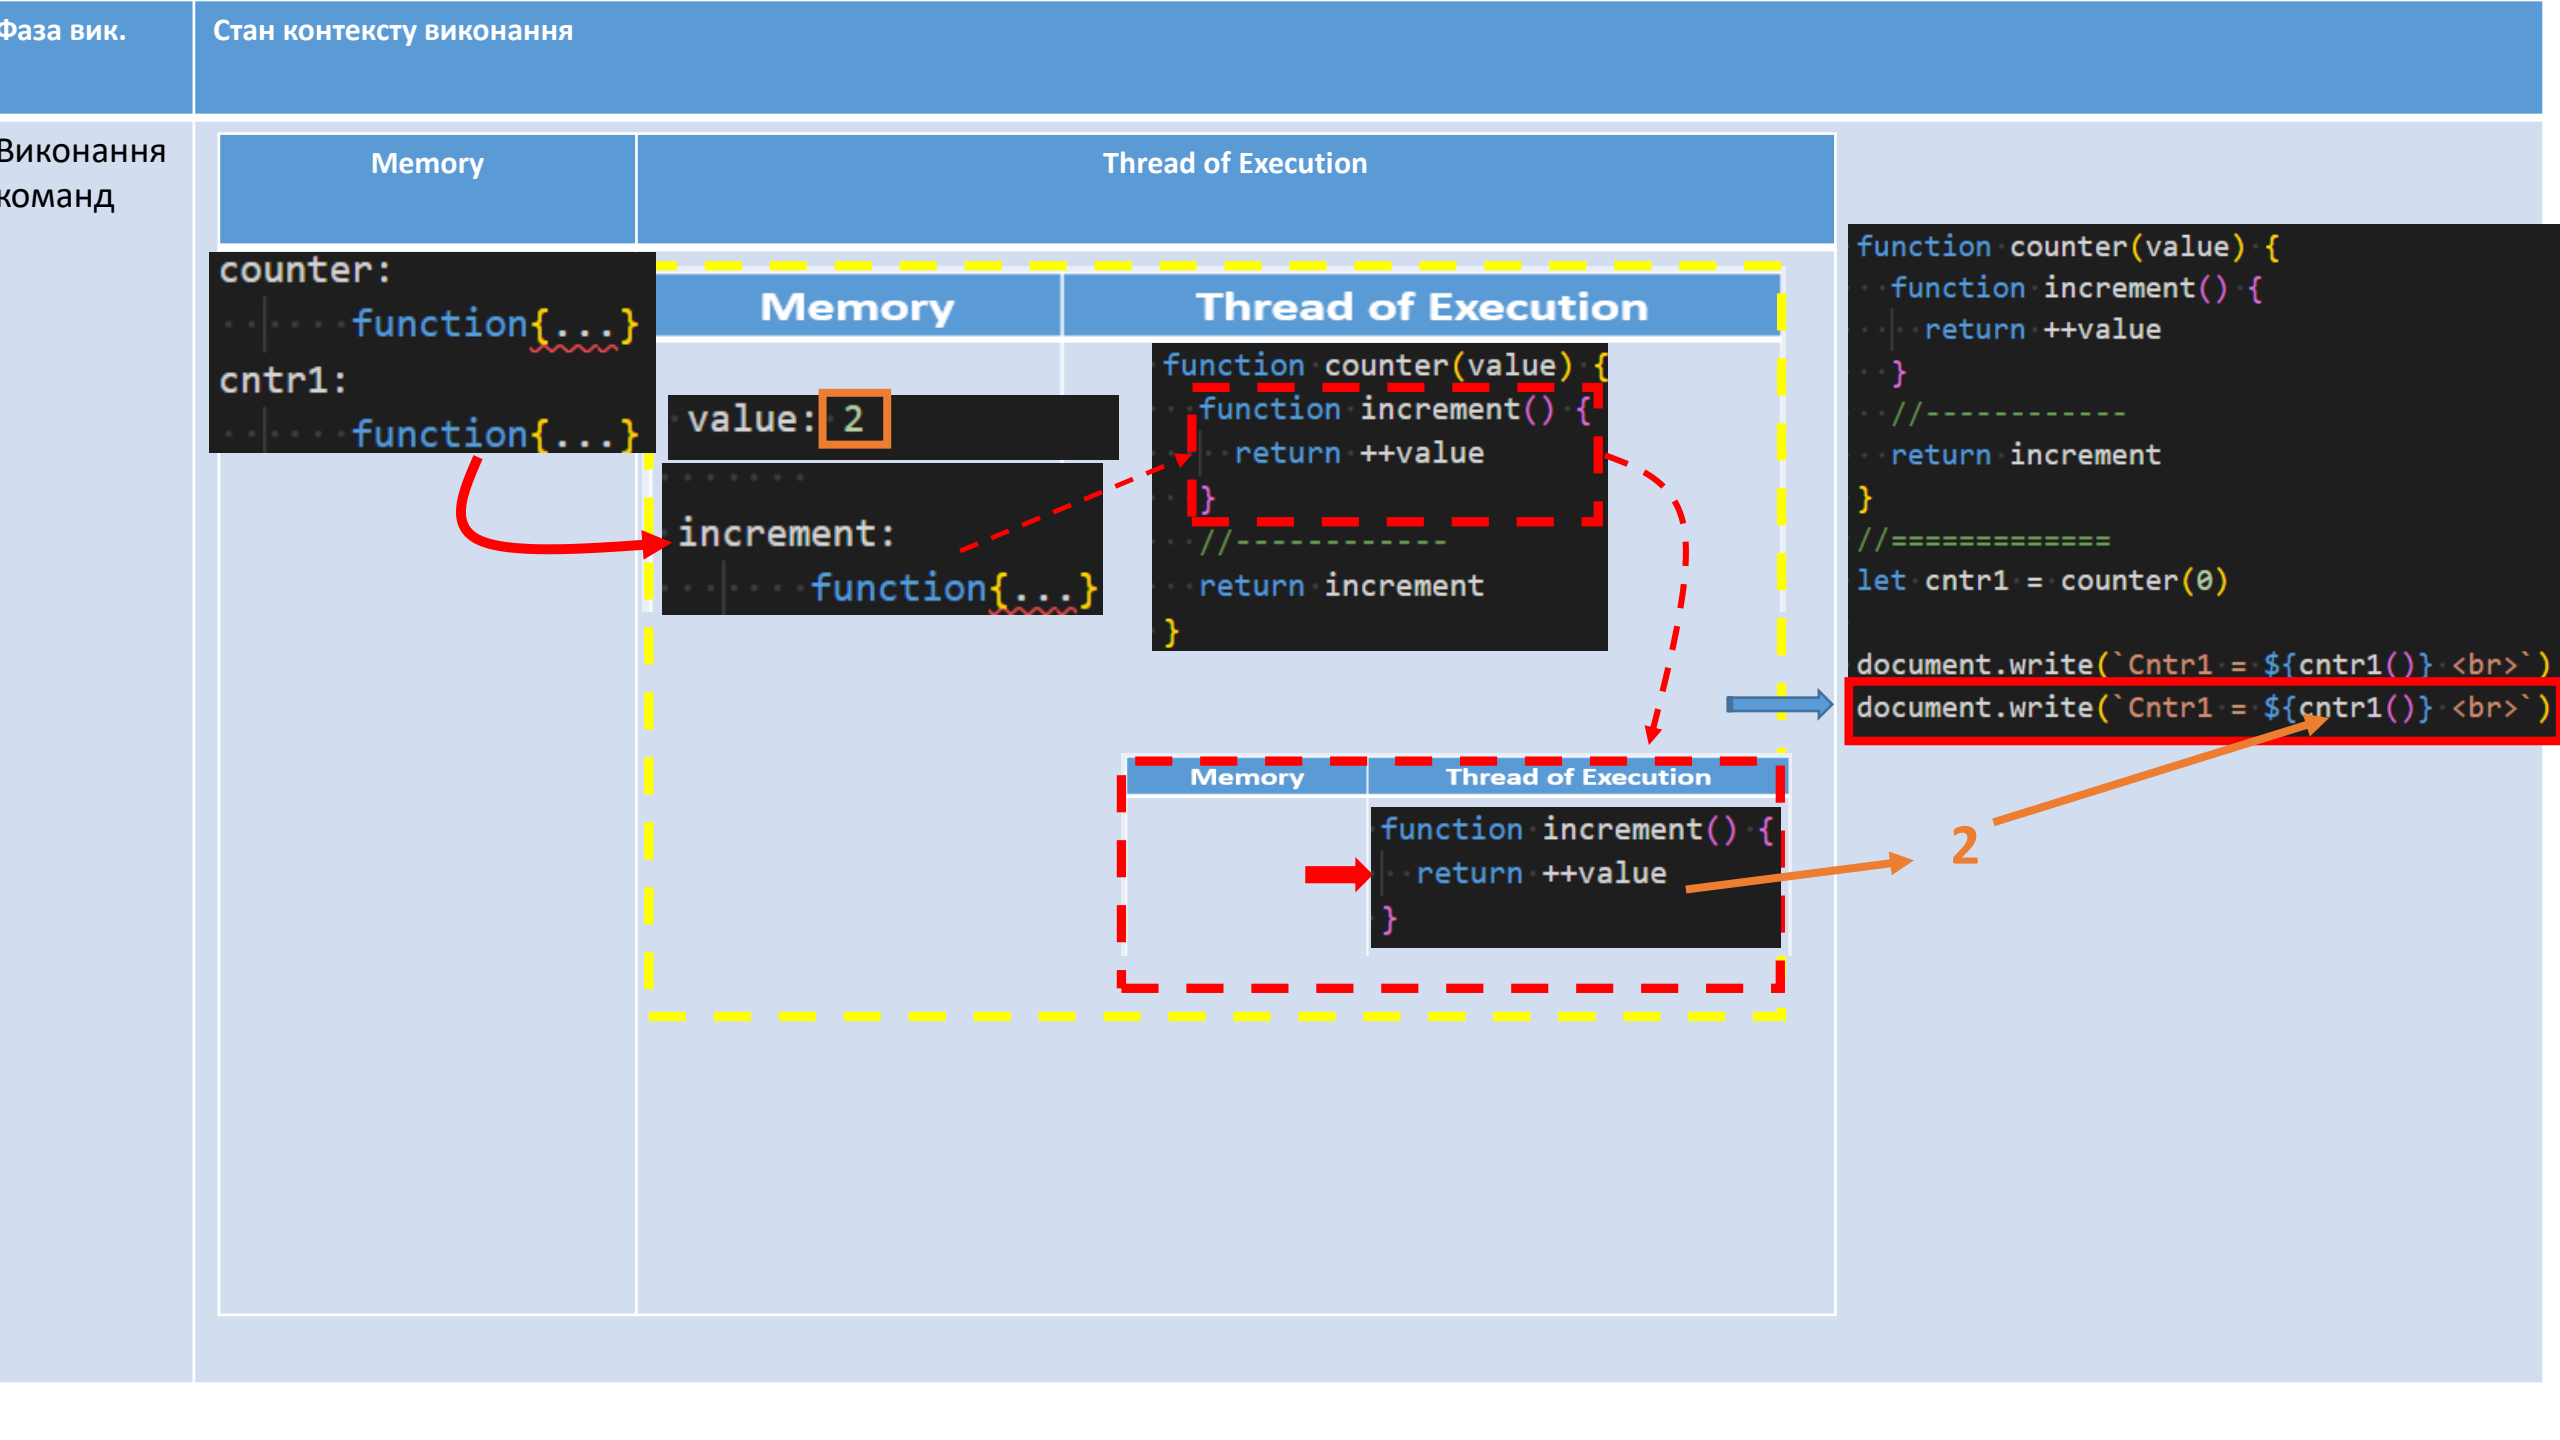 Фаза вик.
Стан контексту виконання
Виконання
команд
Memory
Thread of Execution
counter:
function{...}
cntr1:
function{...}
Memory
Thread of Execution
value: 2
increment:
function{...}
function counter(value) {
function increment() {
return ++value
}
//------------
return increment
}
Memory
Thread of Execution
function increment() {
return ++value
}
2
function counter(value) {
function increment() {
return ++value
}
//------------
return increment
}
//=============
let cntr1 = counter(0)
document.write(`Cntr1 = ${cntr1()} <br>`)
document.write(`Cntr1 = ${cntr1()} <br>`)